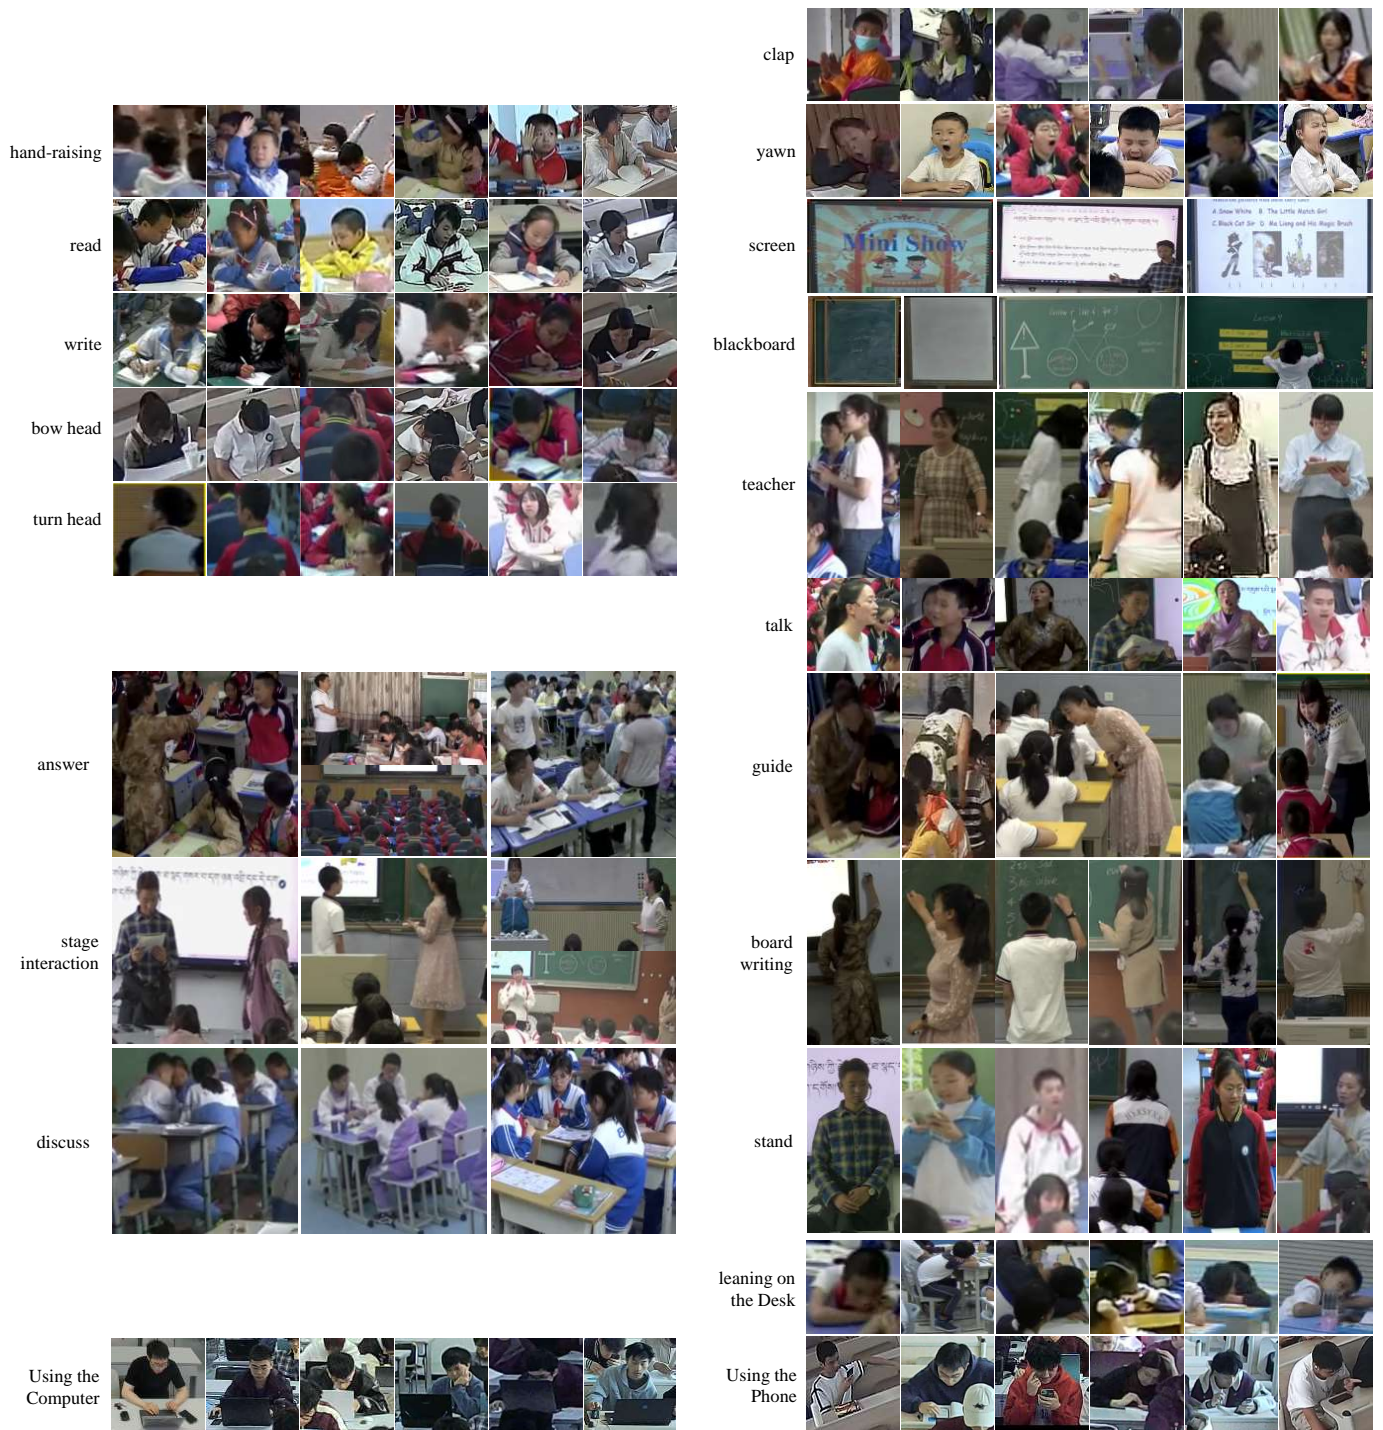 hand-raising
read
write
bow head
turn head
answer
stage
interaction
discuss
Using the
Computer
clap
yawn
screen
Mini Show
A.Snow White B. The Little Match Girl
C.Black Cat Sir D. Ma Liang and His Magic Brush
blackboard
teacher
talk
guide
board
writing
stand
leaning on
the Desk
Using the
Phone